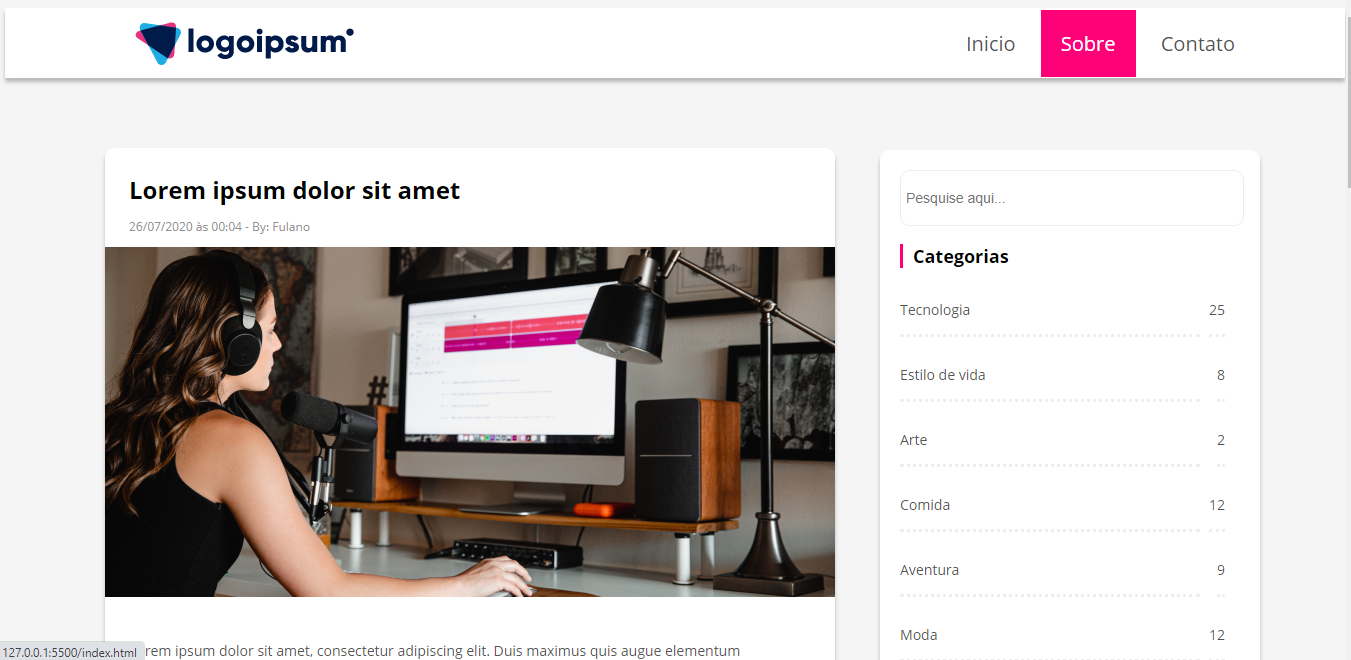 logoipsum
Inicio
Sobre
Contato
Lorem ipsum dolor sit amet
26/07/2020 às 00:04 - By: Fulano
rem ipsum dolor sit amet, consectetur adipiscing elit. Duis maximus quis augue elementum
Pesquise aqui...
Categorias
Tecnologia 25
Estilo de vida 8
Arte 2
Comida 12
Aventura 9
Moda 12
127.0.0.1:5500/index.html